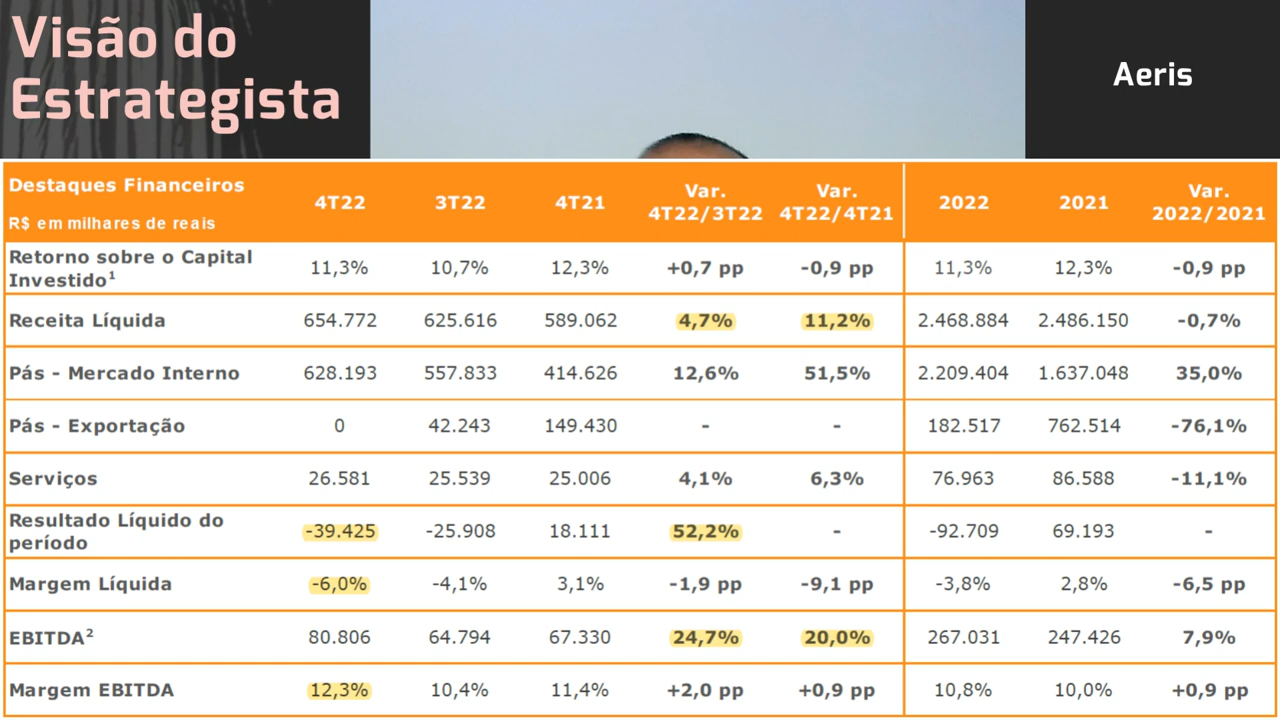 Visão do
Estrategista
Aeris
Destaques Financeiros
R$ em milhares de reais
4T22
3T22
4T21
Var.
4T22/3T22
Var.
4T22/4T21
2022
2021
Var.
2022/2021
Retorno sobre o Capital
Investido¹
11,3% 10,7% 12,3% +0,7 pp -0,9 pp 11,3% 12,3% -0,9 pp
Receita Líquida 654.772 625.616 589.062 4,7% 11,2% 2.468.884 2.486.150 -0,7%
Pás - Mercado Interno 628.193 557.833 414.626 12,6% 51,5% 2.209.404 1.637.048 35,0%
Pás - Exportação 0 42.243 149.430 - - 182.517 762.514 -76,1%
Serviços 26.581 25.539 25.006 4,1% 6,3% 76.963 86.588 -11,1%
Resultado Líquido do
período
-39.425 -25.908 18.111 52,2% - -92.709 69.193 -
Margem Líquida -6,0% -4,1% 3,1% -1,9 pp -9,1 pp -3,8% 2,8% -6,5 pp
EBITDA² 80.806 64.794 67.330 24,7% 20,0% 267.031 247.426 7,9%
Margem EBITDA 12,3% 10,4% 11,4% +2,0 pp +0,9 pp 10,8% 10,0% +0,9 pp